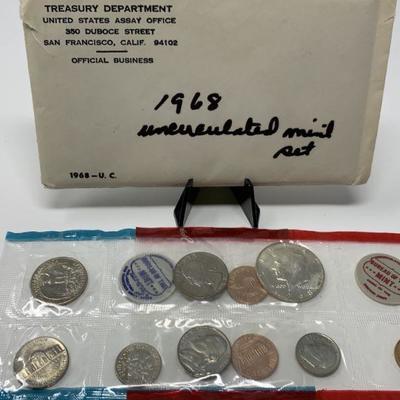 TREASURY DEPARTMENT
UNITED STATES ASSAY OFFICE
350 DUBOCE STREET
SAN FRANCISCO, CALIF. 94102
OFFICIAL BUSINESS
1968
uncirculated mint
set
1968-U.C.